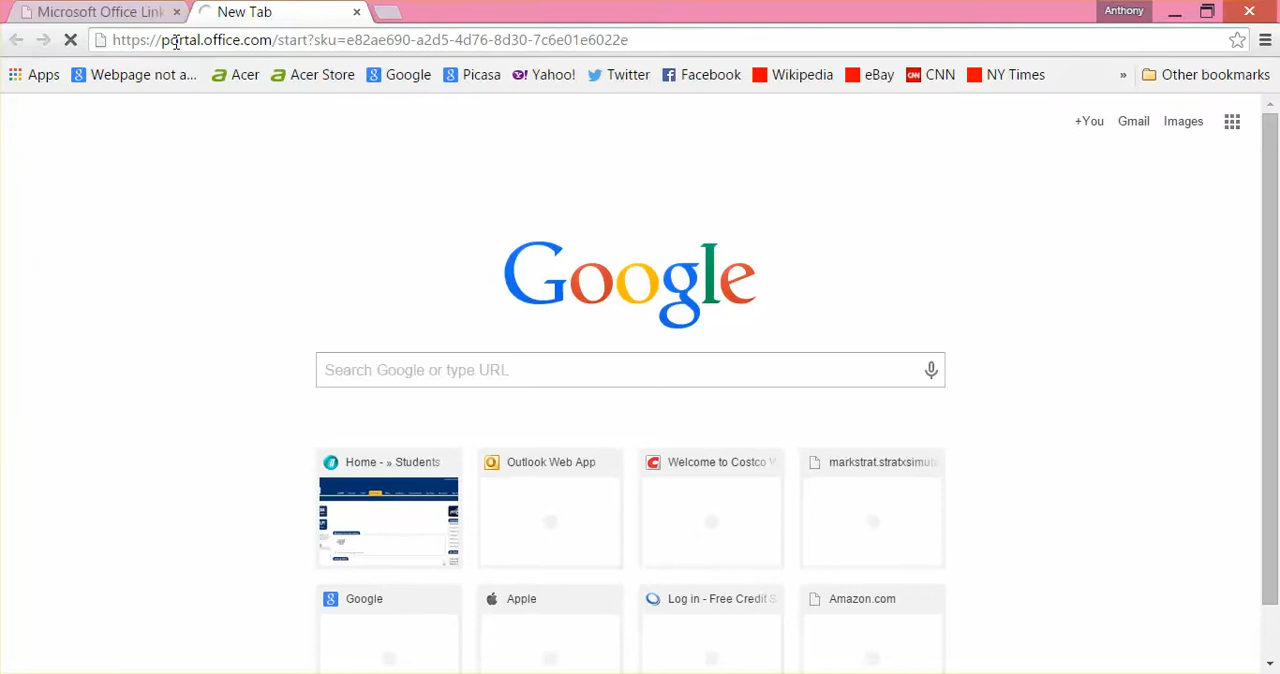 Microsoft Office Link
New Tab
Anthony
https://portal.office.com/start?sku=e82ae690-a2d5-4d76-8d30-7c6e01e6022e
Apps Webpage not a... Acer Acer Store Google Picasa Yahoo! Twitter Facebook Wikipedia eBay CNN NY Times » Other bookmarks
+You Gmail Images
Google
Search Google or type URL
Home - » Students Outlook Web App Welcome to Costco markstrat.stratxsimul
Google Apple Log in - Free Credit S Amazon.com